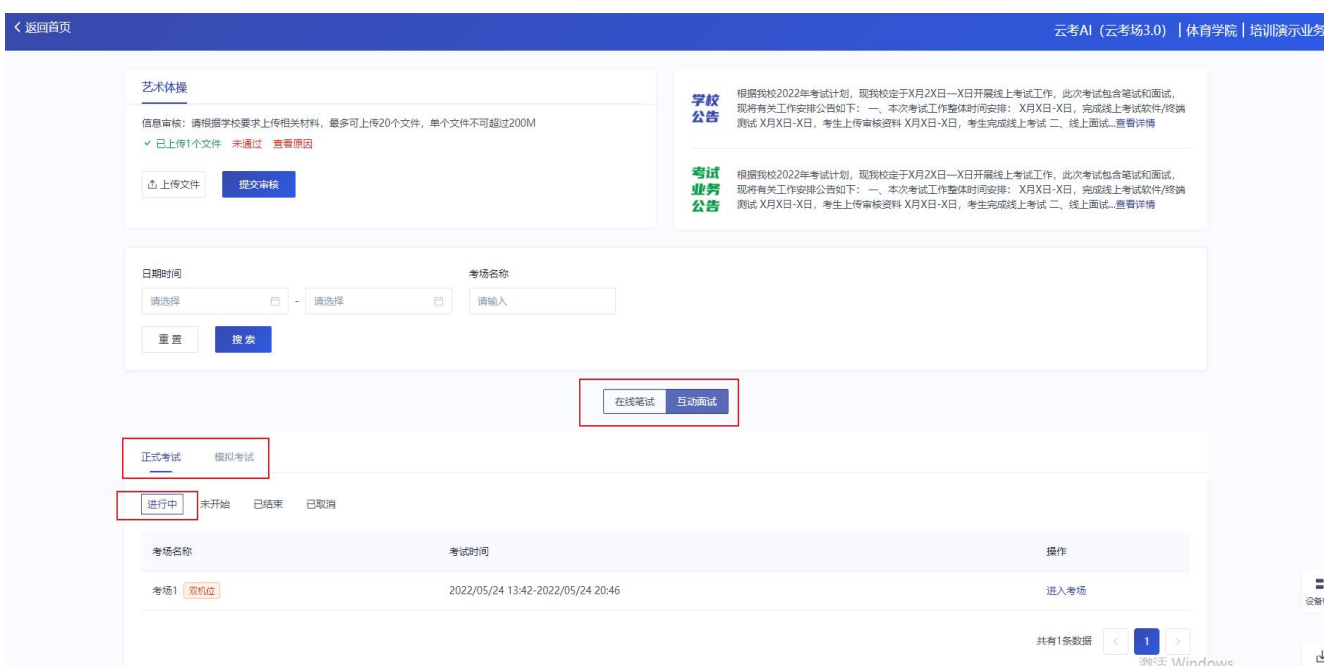 返回首页
云考AI（云考场3.0） | 体育学院 | 培训演示业务
艺术体操
信息审核：请根据学校要求上传相关材料，最多可上传20个文件，单个文件不可超过200M
已上传1个文件 未通过 查看原因
上传文件 提交审核
学校
公告
根据我校2022年考试计划，现我校定于X月2X日—X日开展线上考试工作，此次考试包含笔试和面试，
现将有关工作安排公告如下： 一、本次考试工作整体时间安排： X月X日-X日，完成线上考试软件/终端
测试 X月X日-X日，考生上传审核资料 X月X日-X日，考生完成线上考试 二、线上面试...查看详情
考试
业务
公告
根据我校2022年考试计划，现我校定于X月2X日—X日开展线上考试工作，此次考试包含笔试和面试，
现将有关工作安排公告如下： 一、本次考试工作整体时间安排： X月X日-X日，完成线上考试软件/终端
测试 X月X日-X日，考生上传审核资料 X月X日-X日，考生完成线上考试 二、线上面试...查看详情
日期时间 考场名称
请选择 - 请选择 请输入
重置 搜索
在线笔试 互动面试
正式考试 模拟考试
进行中 未开始 已结束 已取消
考场名称 考试时间 操作
考场1 双机位 2022/05/24 13:42-2022/05/24 20:46 进入考场
设备
共有1条数据 < 1 >
激活 Windows